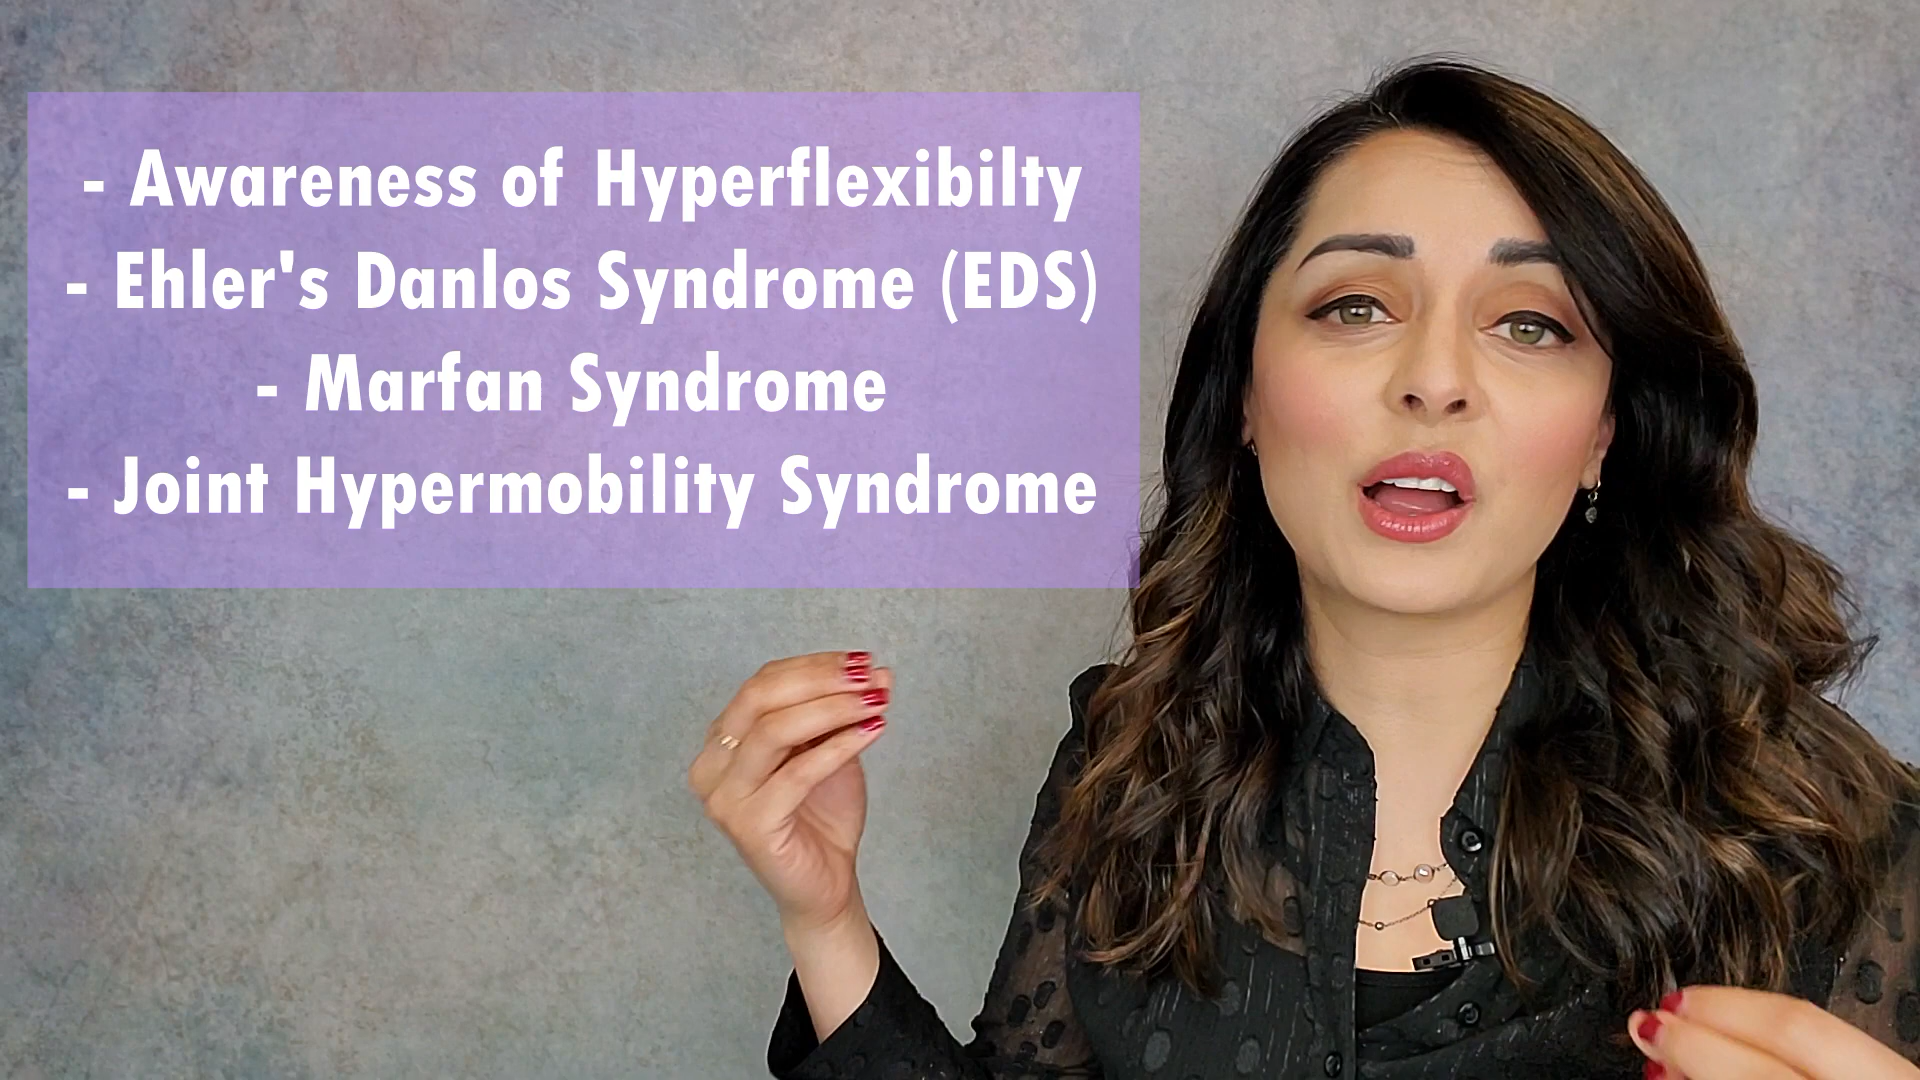 - Awareness of Hyperflexibilty
- Ehler's Danlos Syndrome (EDS)
- Marfan Syndrome
- Joint Hypermobility Syndrome